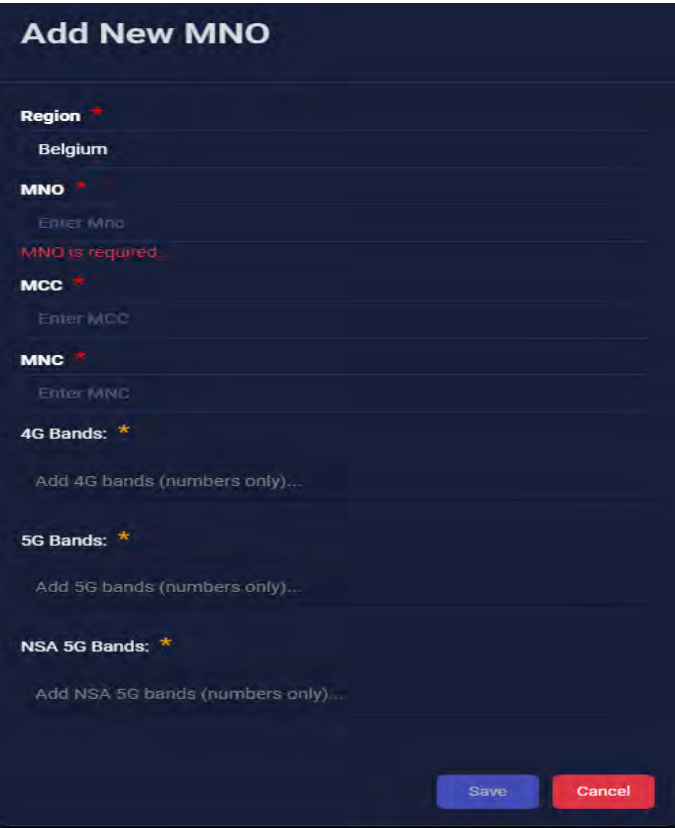 Add New MNO
Region *
Belgium
MNO *
Enter Mno
MNO is required.
MCC *
Enter MCC
MNC *
Enter MNC
4G Bands: *
Add 4G bands (numbers only)...
5G Bands: *
Add 5G bands (numbers only)...
NSA 5G Bands: *
Add NSA 5G bands (numbers only)...
Save Cancel